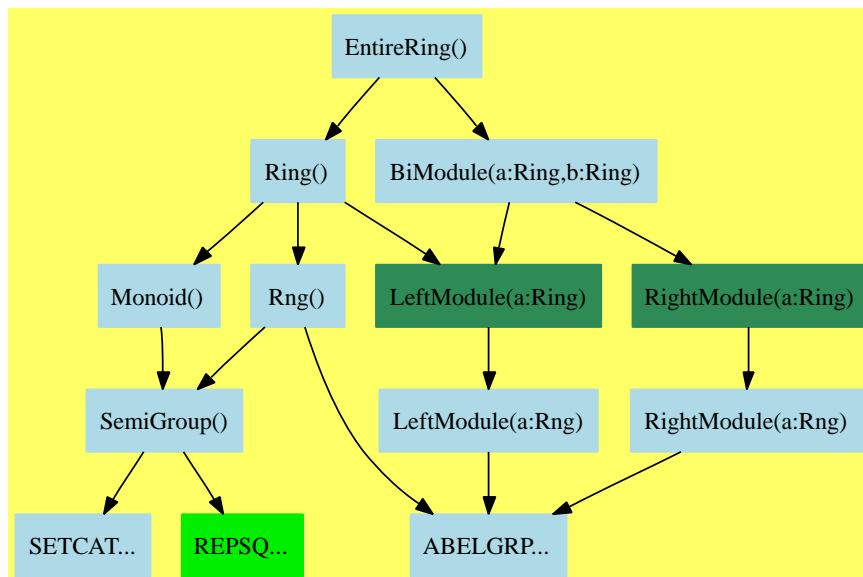 EntireRing()
Ring()
BiModule(a:Ring,b:Ring)
Monoid()
Rng()
LeftModule(a:Ring)
RightModule(a:Ring)
SemiGroup()
LeftModule(a:Rng)
RightModule(a:Rng)
SETCAT...
REPSQ...
ABELGRP...